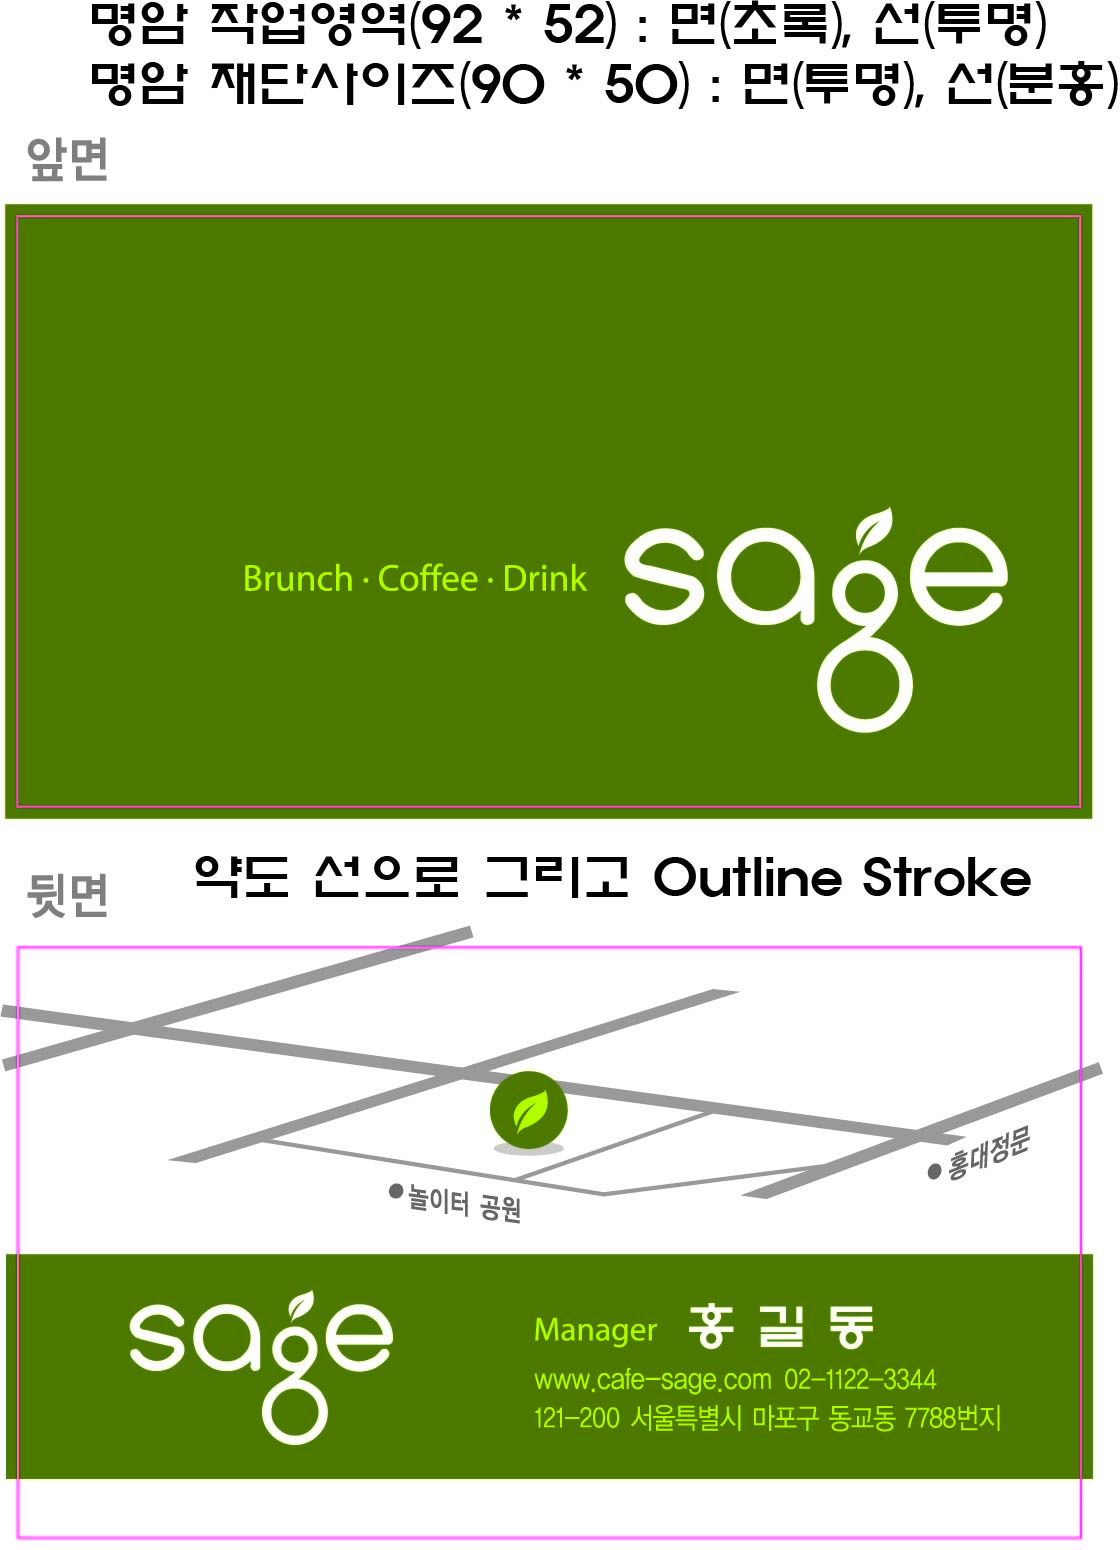 명암 작업영역(92 * 52) : 면(초록), 선(투명)
명암 재단사이즈(90 * 50) : 면(투명), 선(분홍)
앞면
Brunch · Coffee · Drink
sage
뒷면
약도 선으로 그리고 Outline Stroke
홍대정문
놀이터 공원
sage
Manager 홍 길 동
www.cafe-sage.com 02-1122-3344
121-200 서울특별시 마포구 동교동 7788번지